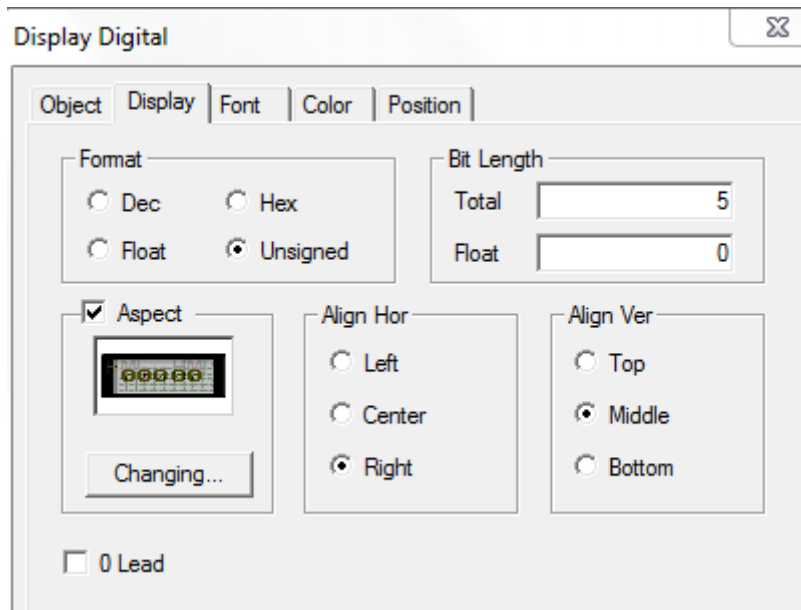 Display Digital
Object Display Font Color Position
Format
Dec Hex
Float Unsigned
Bit Length
Total 5
Float 0
Aspect
Changing...
Align Hor
Left
Center
Right
Align Ver
Top
Middle
Bottom
0 Lead